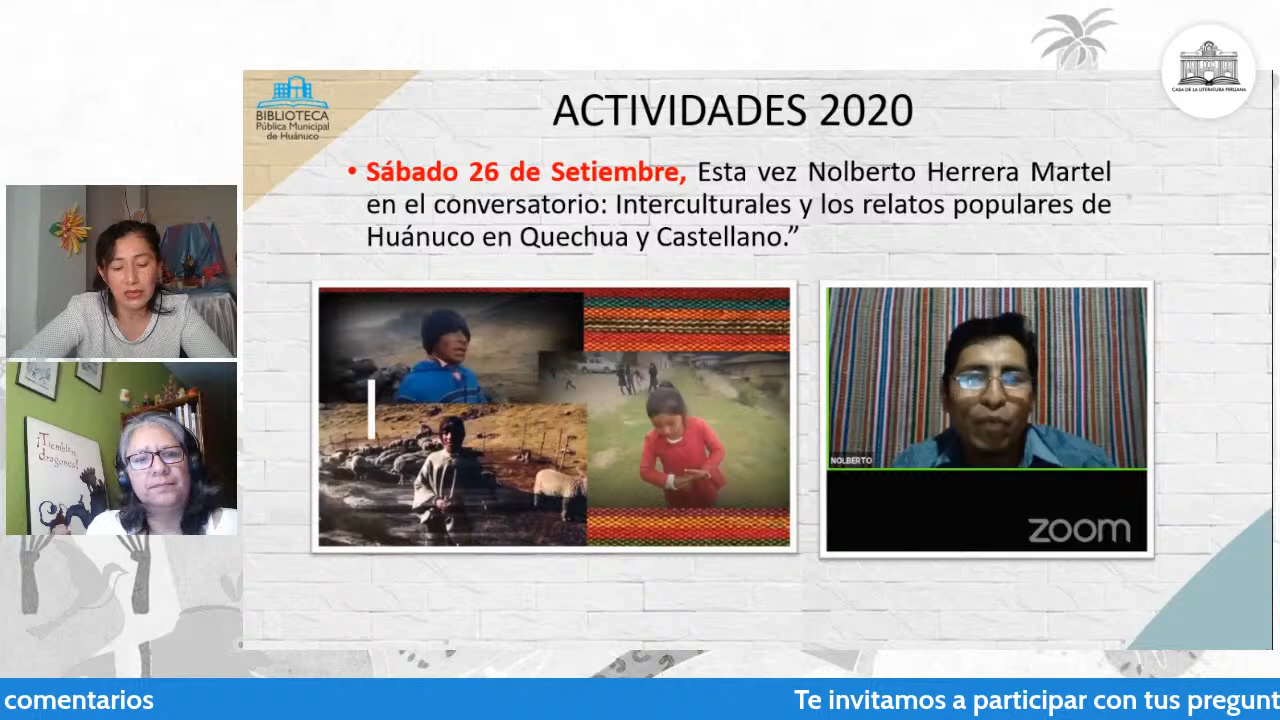 CASA DE LA LITERATURA PERUANA
BIBLIOTECA
Pública Municipal
de Huánuco
ACTIVIDADES 2020
• Sábado 26 de Setiembre, Esta vez Nolberto Herrera Martel
en el conversatorio: Interculturales y los relatos populares de
Huánuco en Quechua y Castellano.”
¡Tiemblen,
dragones!
NOLBERTO
zoom
comentarios
Te invitamos a participar con tus pregunt